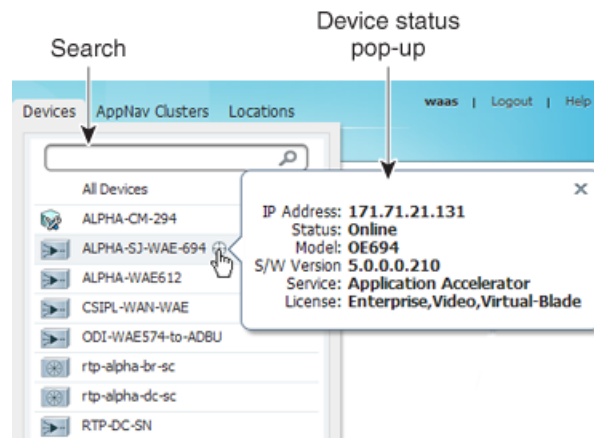 Device status
pop-up
Search
waas | Logout | Help
Devices AppNav Clusters Locations
All Devices
ALPHA-CM-294
ALPHA-SJ-WAE-694
ALPHA-WAE612
CSIPL-WAN-WAE
ODI-WAE574-to-ADBU
rtp-alpha-br-sc
rtp-alpha-dc-sc
RTP-DC-SN
IP Address: 171.71.21.131
Status: Online
Model: OE694
S/W Version 5.0.0.0.210
Service: Application Accelerator
License: Enterprise,Video,Virtual-Blade